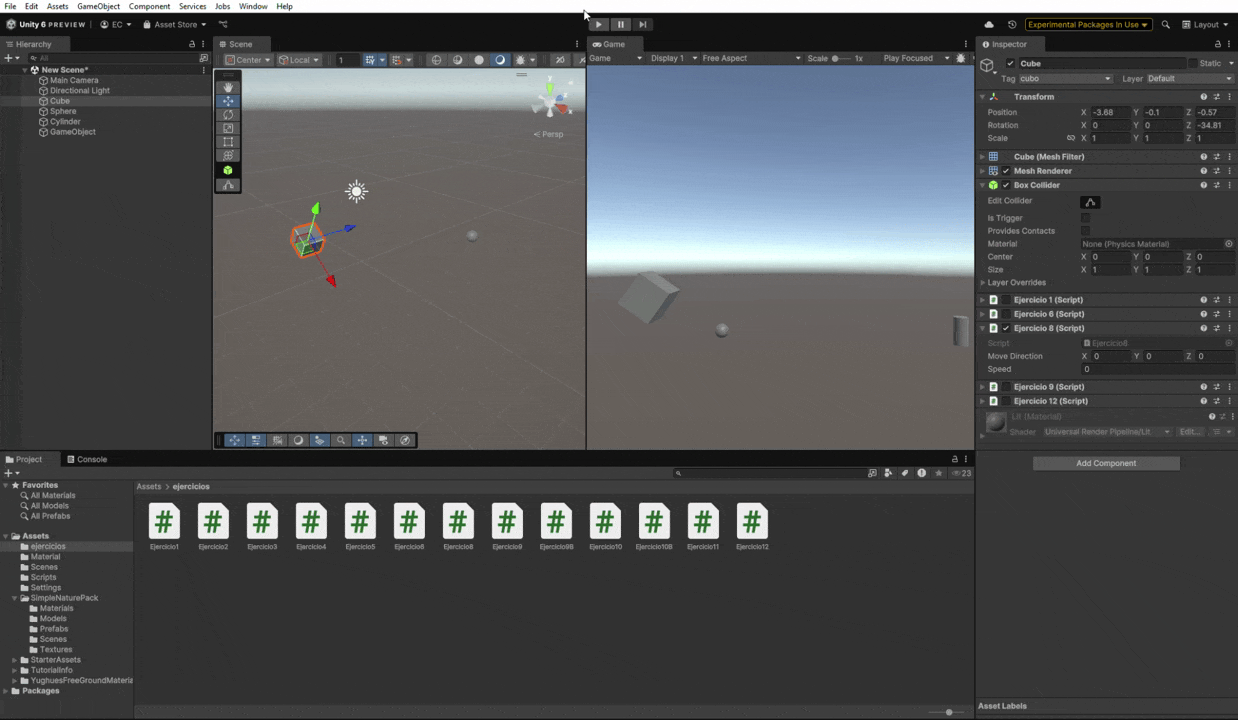 File Edit Assets GameObject Component Services Jobs Window Help
Unity 6 PREVIEW EC Asset Store Experimental Packages In Use Layout
Hierarchy
All
New Scene*
Main Camera
Directional Light
Cube
Sphere
Cylinder
GameObject
Scene
Center Local 1 2D
y
Persp
Game
Game Display 1 Free Aspect Scale 1x Play Focused
Inspector
Cube Static
Tag cubo Layer Default
Transform
Position X -3.68 Y -0.1 Z -0.57
Rotation X 0 Y 0 Z -34.81
Scale X 1 Y 1 Z 1
Cube (Mesh Filter)
Mesh Renderer
Box Collider
Edit Collider
Is Trigger
Provides Contacts
Material None (Physics Material)
Center X 0 Y 0 Z 0
Size X 1 Y 1 Z 1
Layer Overrides
Ejercicio 1 (Script)
Ejercicio 6 (Script)
Ejercicio 8 (Script)
Script Ejercicio8
Move Direction X 0 Y 0 Z 0
Speed 0
Ejercicio 9 (Script)
Ejercicio 12 (Script)
Lit (Material)
Shader Universal Render Pipeline/Lit Edit...
Add Component
Asset Labels
Project Console
23
Favorites
All Materials
All Models
All Prefabs
Assets
ejercicios
Material
Scenes
Scripts
Settings
SimpleNaturePack
Materials
Models
Prefabs
Scenes
Textures
StarterAssets
TutorialInfo
YughuesFreeGroundMateria
Packages
Assets > ejercicios
Ejercicio1 Ejercicio2 Ejercicio3 Ejercicio4 Ejercicio5 Ejercicio6 Ejercicio8 Ejercicio9 Ejercicio9B Ejercicio10 Ejercicio10B Ejercicio11 Ejercicio12